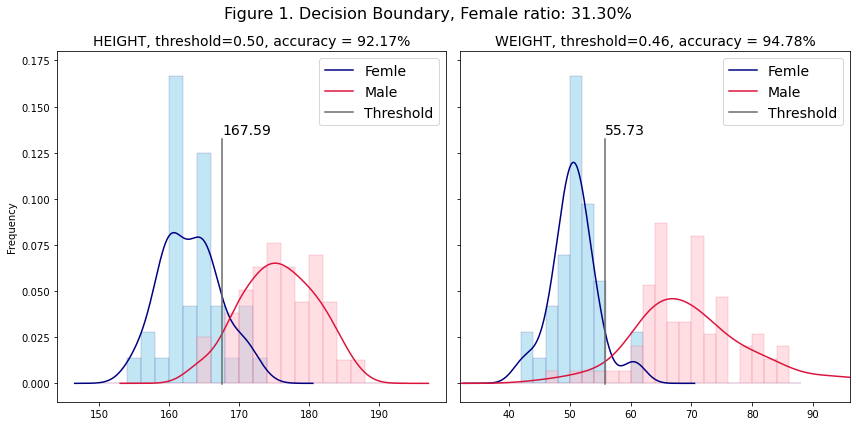 Figure 1. Decision Boundary, Female ratio: 31.30%
HEIGHT, threshold=0.50, accuracy = 92.17%
WEIGHT, threshold=0.46, accuracy = 94.78%
Femle
Male
Threshold
Femle
Male
Threshold
167.59
55.73
Frequency
0.175
0.150
0.125
0.100
0.075
0.050
0.025
0.000
150 160 170 180 190
40 50 60 70 80 90